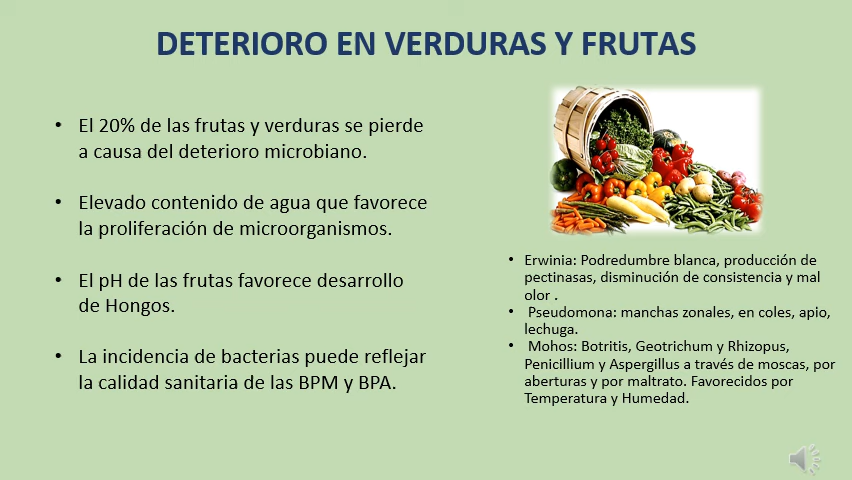 DETERIORO EN VERDURAS Y FRUTAS
• El 20% de las frutas y verduras se pierde
a causa del deterioro microbiano.
• Elevado contenido de agua que favorece
la proliferación de microorganismos.
• El pH de las frutas favorece desarrollo
de Hongos.
• La incidencia de bacterias puede reflejar
la calidad sanitaria de las BPM y BPA.
• Erwinia: Podredumbre blanca, producción de
pectinasas, disminución de consistencia y mal
olor .
• Pseudomona: manchas zonales, en coles, apio,
lechuga.
• Mohos: Botritis, Geotrichum y Rhizopus,
Penicillium y Aspergillus a través de moscas, por
aberturas y por maltrato. Favorecidos por
Temperatura y Humedad.